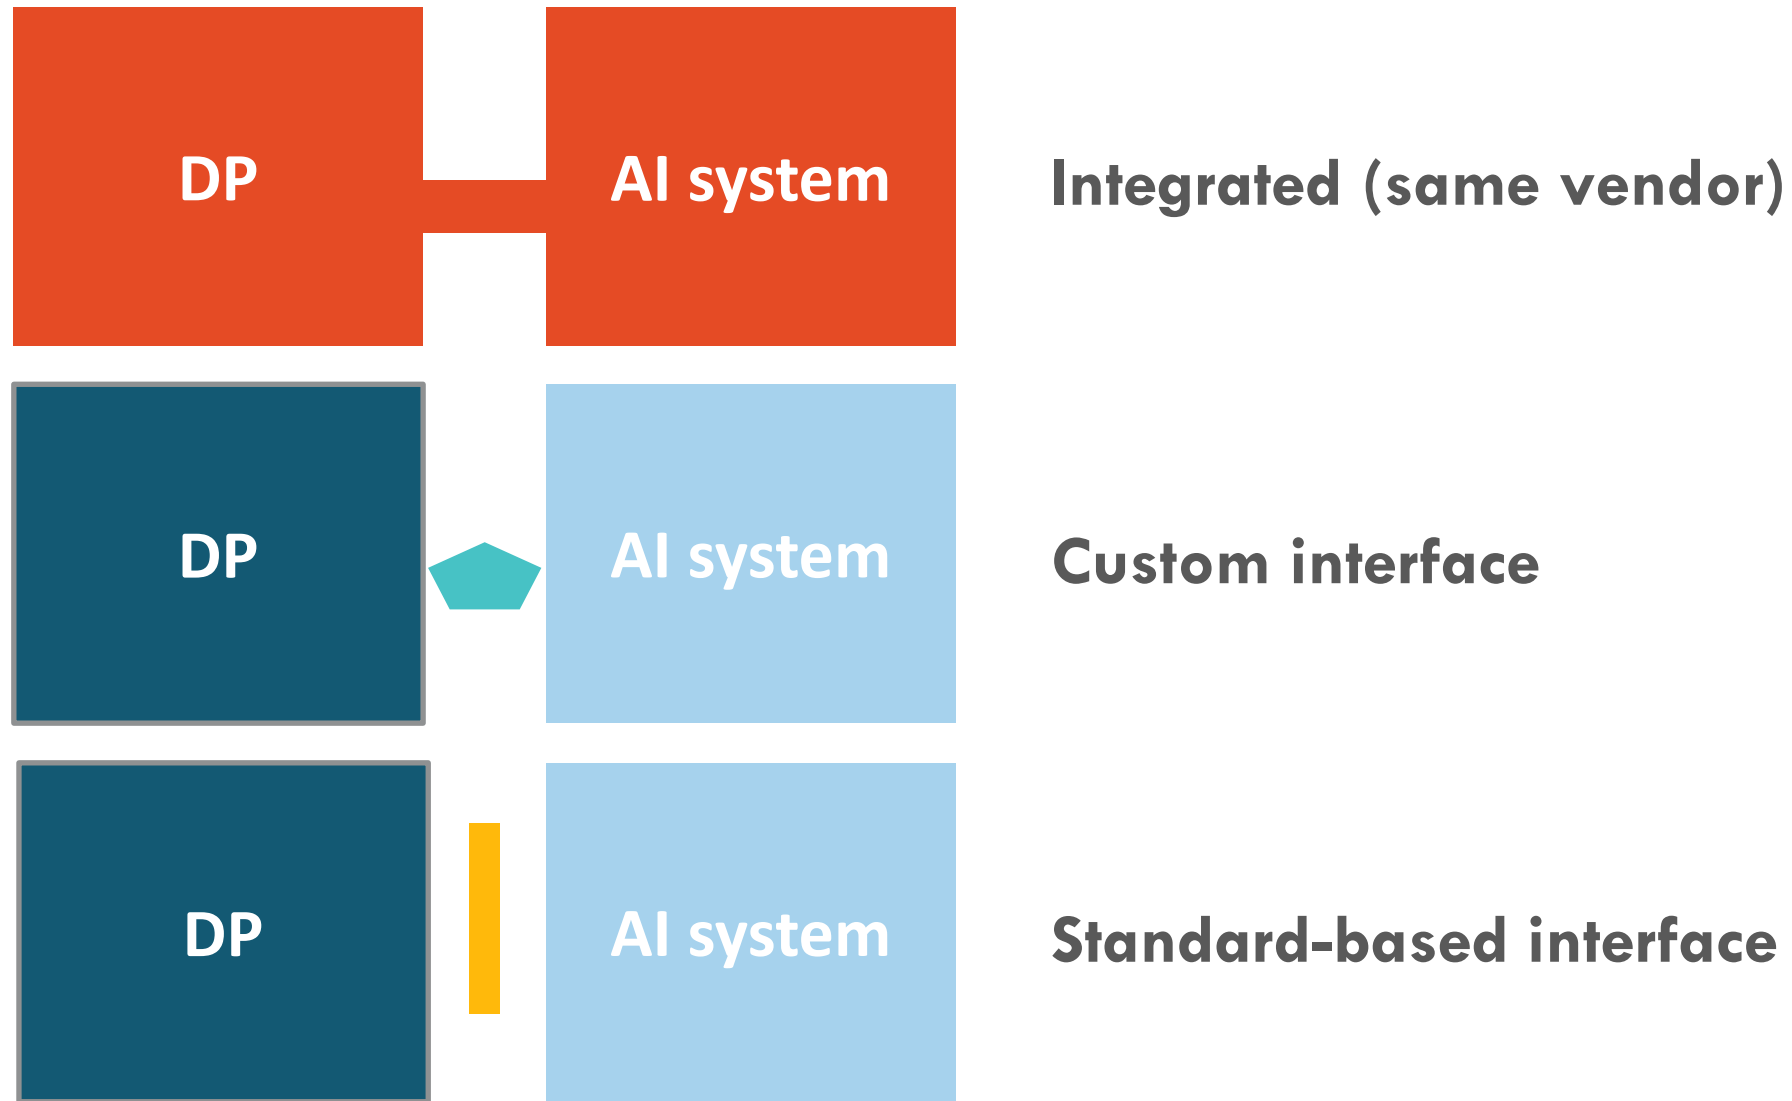 DP
AI system
Integrated (same vendor)
DP
AI system
Custom interface
DP
AI system
Standard-based interface